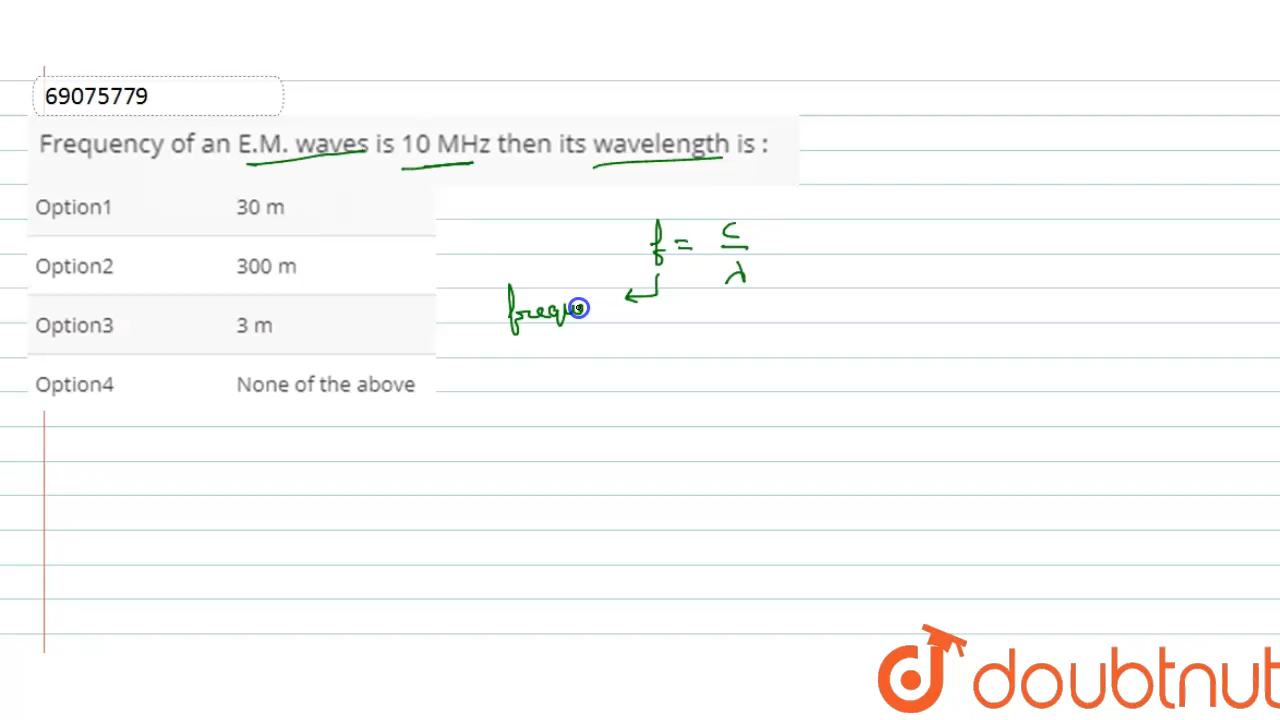 69075779
Frequency of an E.M. waves is 10 MHz then its wavelength is :
Option1 30 m
Option2 300 m
Option3 3 m
Option4 None of the above
f = c/λ
frequ
doubtnut